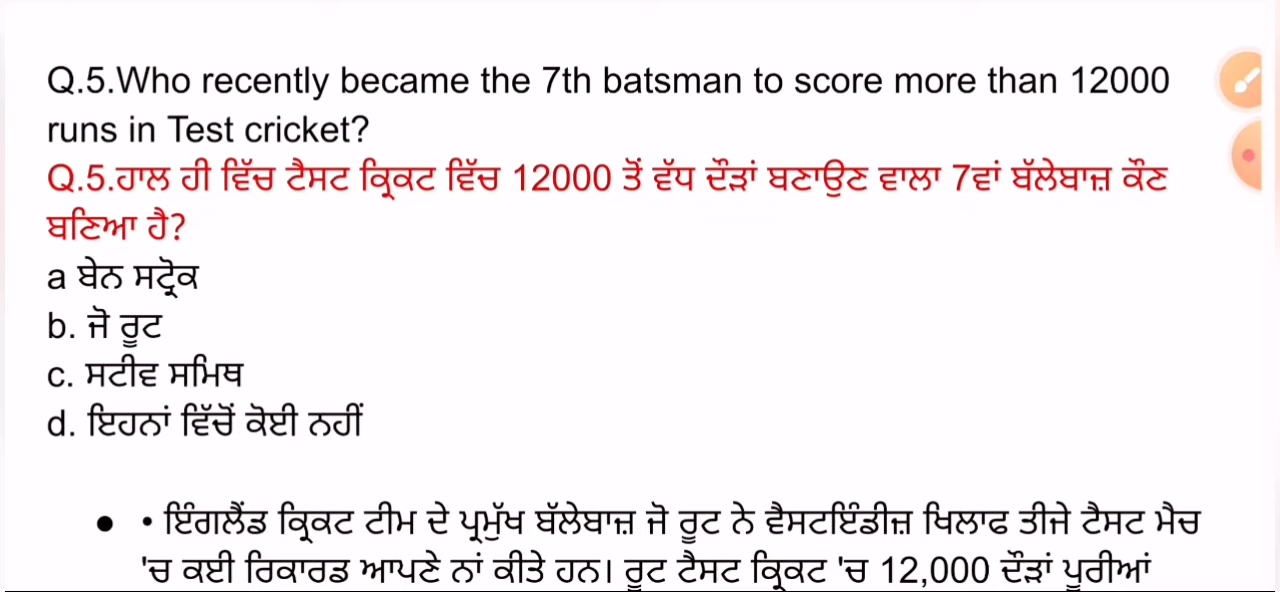 Q.5.Who recently became the 7th batsman to score more than 12000
runs in Test cricket?
Q.5.ਹਾਲ ਹੀ ਵਿੱਚ ਟੈਸਟ ਕ੍ਰਿਕਟ ਵਿੱਚ 12000 ਤੋਂ ਵੱਧ ਦੌੜਾਂ ਬਣਾਉਣ ਵਾਲਾ 7ਵਾਂ ਬੱਲੇਬਾਜ਼ ਕੌਣ
ਬਣਿਆ ਹੈ?
a ਬੇਨ ਸਟ੍ਰੋਕ
b. ਜੋ ਰੂਟ
c. ਸਟੀਵ ਸਮਿਥ
d. ਇਹਨਾਂ ਵਿੱਚੋਂ ਕੋਈ ਨਹੀਂ
● • ਇੰਗਲੈਂਡ ਕ੍ਰਿਕਟ ਟੀਮ ਦੇ ਪ੍ਰਮੁੱਖ ਬੱਲੇਬਾਜ਼ ਜੋ ਰੂਟ ਨੇ ਵੈਸਟਇੰਡੀਜ਼ ਖਿਲਾਫ ਤੀਜੇ ਟੈਸਟ ਮੈਚ
'ਚ ਕਈ ਰਿਕਾਰਡ ਆਪਣੇ ਨਾਂ ਕੀਤੇ ਹਨ। ਰੂਟ ਟੈਸਟ ਕ੍ਰਿਕਟ 'ਚ 12,000 ਦੌੜਾਂ ਪੂਰੀਆਂ